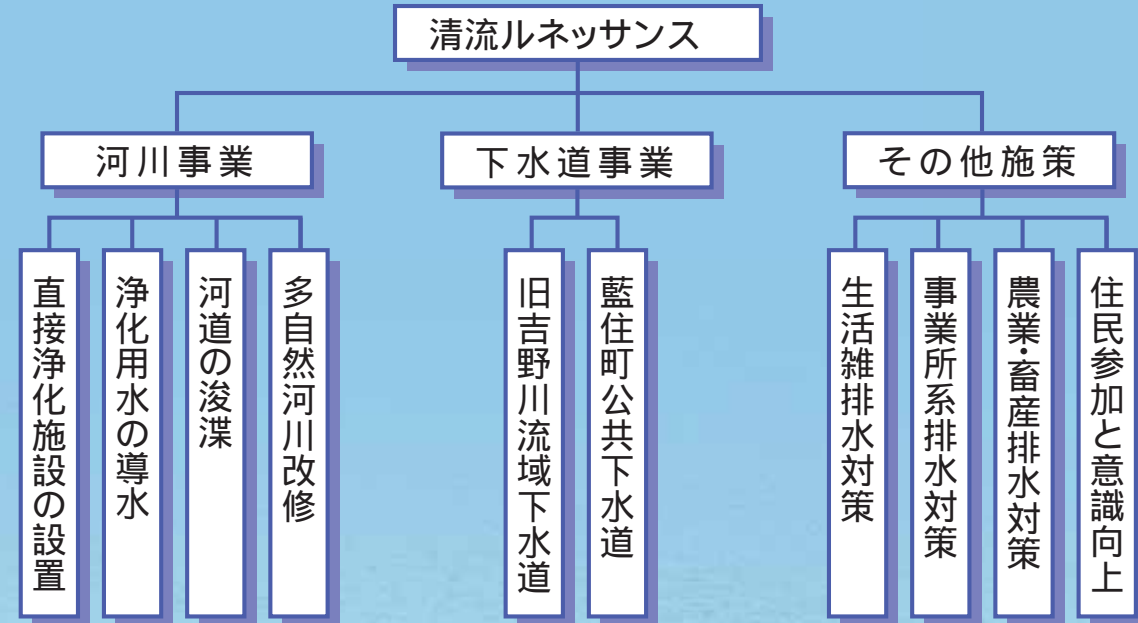 清流ルネッサンス
河川事業
下水道事業
その他施策
直接浄化施設の設置
浄化用水の導水
河道の浚渫
多自然河川改修
旧吉野川流域下水道
藍住町公共下水道
生活雑排水対策
事業所系排水対策
農業・畜産排水対策
住民参加と意識向上